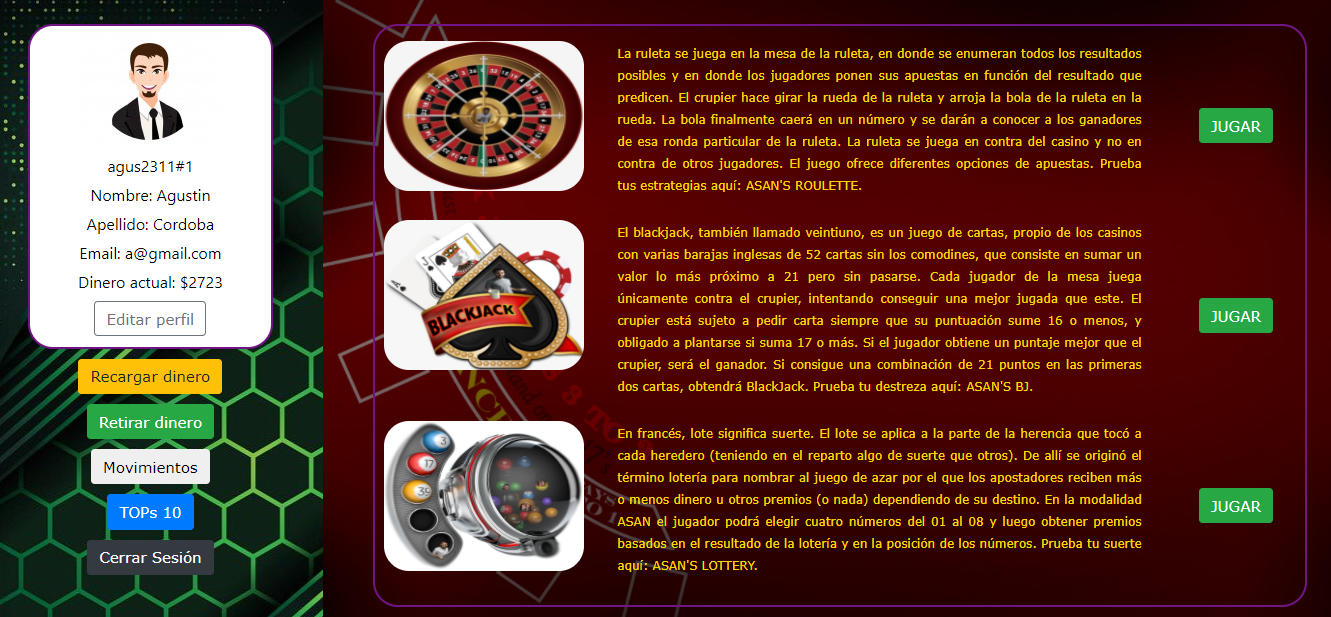 agus2311#1
Nombre: Agustin
Apellido: Cordoba
Email: a@gmail.com
Dinero actual: $2723
Editar perfil
Recargar dinero
Retirar dinero
Movimientos
TOPs 10
Cerrar Sesión
La ruleta se juega en la mesa de la ruleta, en donde se enumeran todos los resultados
posibles y en donde los jugadores ponen sus apuestas en función del resultado que
predicen. El crupier hace girar la rueda de la ruleta y arroja la bola de la ruleta en la
rueda. La bola finalmente caerá en un número y se darán a conocer a los ganadores
de esa ronda particular de la ruleta. La ruleta se juega en contra del casino y no en
contra de otros jugadores. El juego ofrece diferentes opciones de apuestas. Prueba
tus estrategias aquí: ASAN'S ROULETTE.
JUGAR
BLACKJACK
El blackjack, también llamado veintiuno, es un juego de cartas, propio de los casinos
con varias barajas inglesas de 52 cartas sin los comodines, que consiste en sumar un
valor lo más próximo a 21 pero sin pasarse. Cada jugador de la mesa juega
únicamente contra el crupier, intentando conseguir una mejor jugada que este. El
crupier está sujeto a pedir carta siempre que su puntuación sume 16 o menos, y
obligado a plantarse si suma 17 o más. Si el jugador obtiene un puntaje mejor que el
crupier, será el ganador. Si consigue una combinación de 21 puntos en las primeras
dos cartas, obtendrá BlackJack. Prueba tu destreza aquí: ASAN'S BJ.
JUGAR
3
17
39
En francés, lote significa suerte. El lote se aplica a la parte de la herencia que tocó a
cada heredero (teniendo en el reparto algo de suerte que otros). De allí se originó el
término lotería para nombrar al juego de azar por el que los apostadores reciben más
o menos dinero u otros premios (o nada) dependiendo de su destino. En la modalidad
ASAN el jugador podrá elegir cuatro números del 01 al 08 y luego obtener premios
basados en el resultado de la lotería y en la posición de los números. Prueba tu suerte
aquí: ASAN'S LOTTERY.
JUGAR